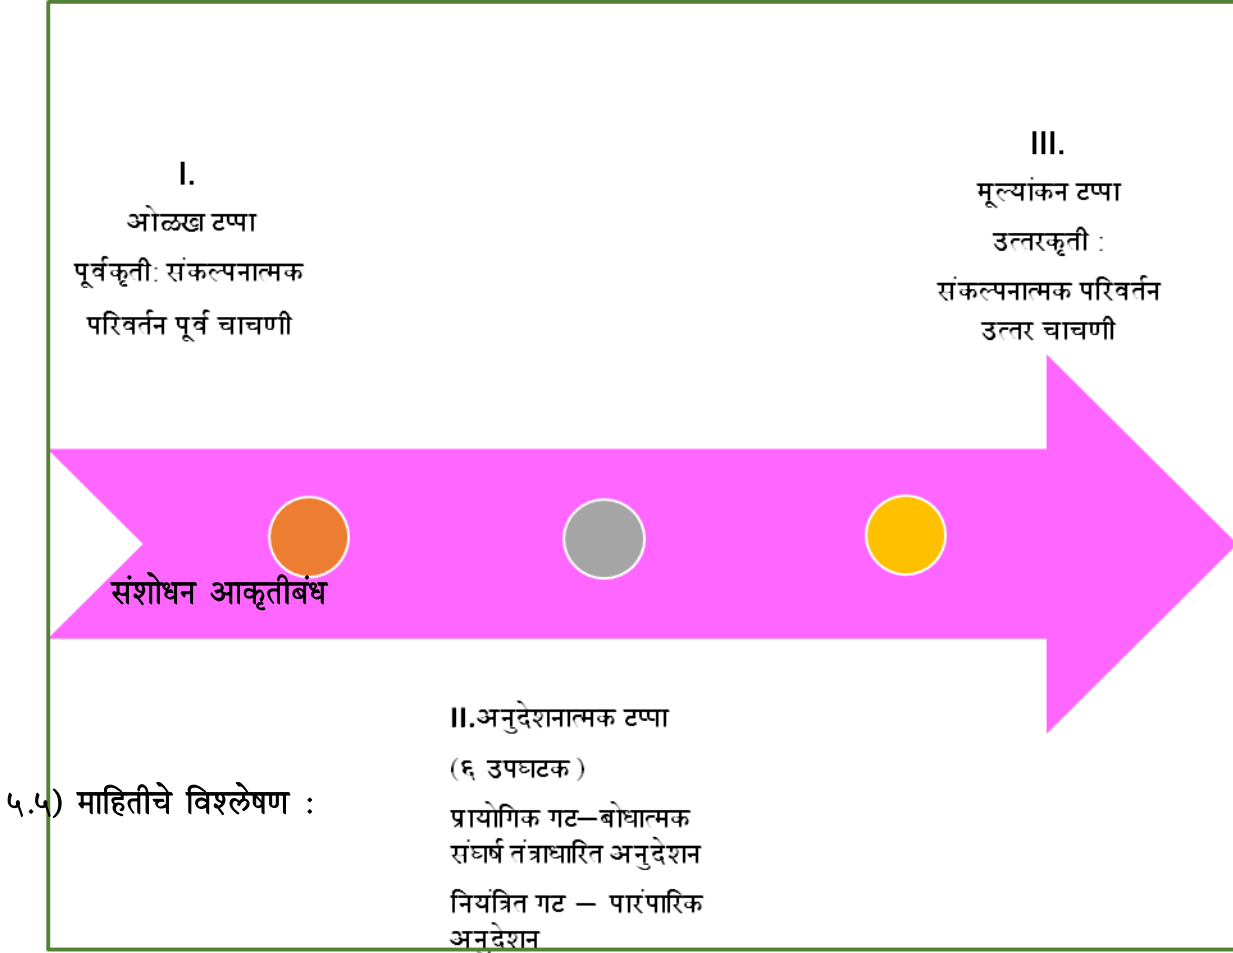 I.
ओळख टप्पा
पूर्वकृती: संकल्पनात्मक
परिवर्तन पूर्व चाचणी
III.
मूल्यांकन टप्पा
उत्तरकृती :
संकल्पनात्मक परिवर्तन
उत्तर चाचणी
संशोधन आकृतीबंध
II.अनुदेशनात्मक टप्पा
(६ उपघटक )
प्रायोगिक गट–बोधात्मक
संघर्ष तंत्राधारित अनुदेशन
नियंत्रित गट – पारंपारिक
अनुदेशन
५.५) माहितीचे विश्लेषण :